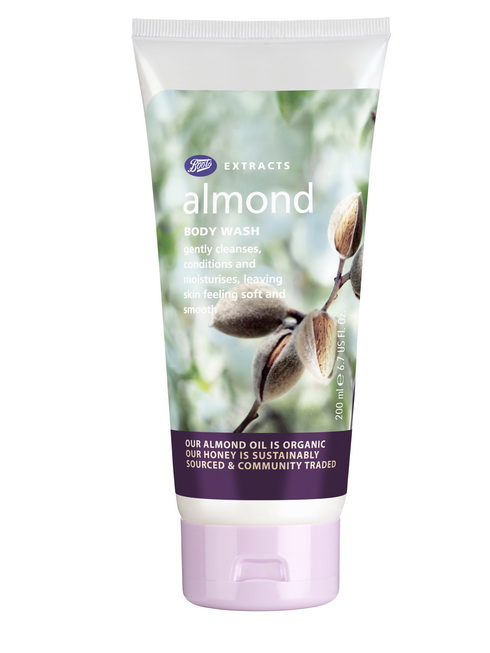 Boots EXTRACTS
almond
BODY WASH
gently cleanses,
conditions and
moisturises, leaving
skin feeling soft and
smooth
200 ml ℮ 6.7 US FL. OZ.
OUR ALMOND OIL IS ORGANIC
OUR HONEY IS SUSTAINABLY
SOURCED & COMMUNITY TRADED